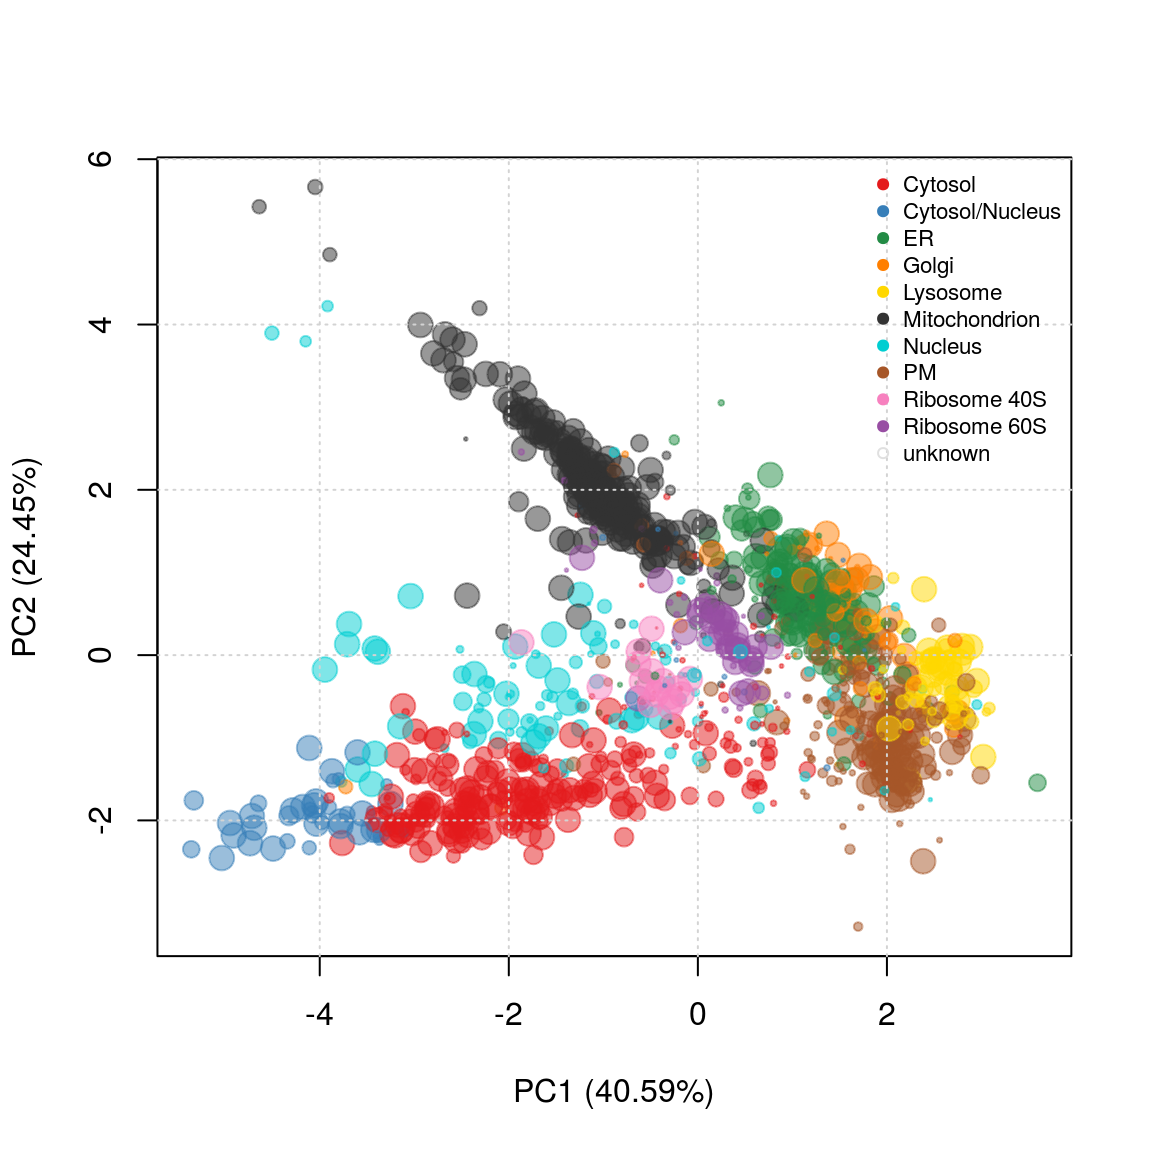 6
4
2
0
-2
PC2 (24.45%)
Cytosol
Cytosol/Nucleus
ER
Golgi
Lysosome
Mitochondrion
Nucleus
PM
Ribosome 40S
Ribosome 60S
unknown
-4 -2 0 2
PC1 (40.59%)